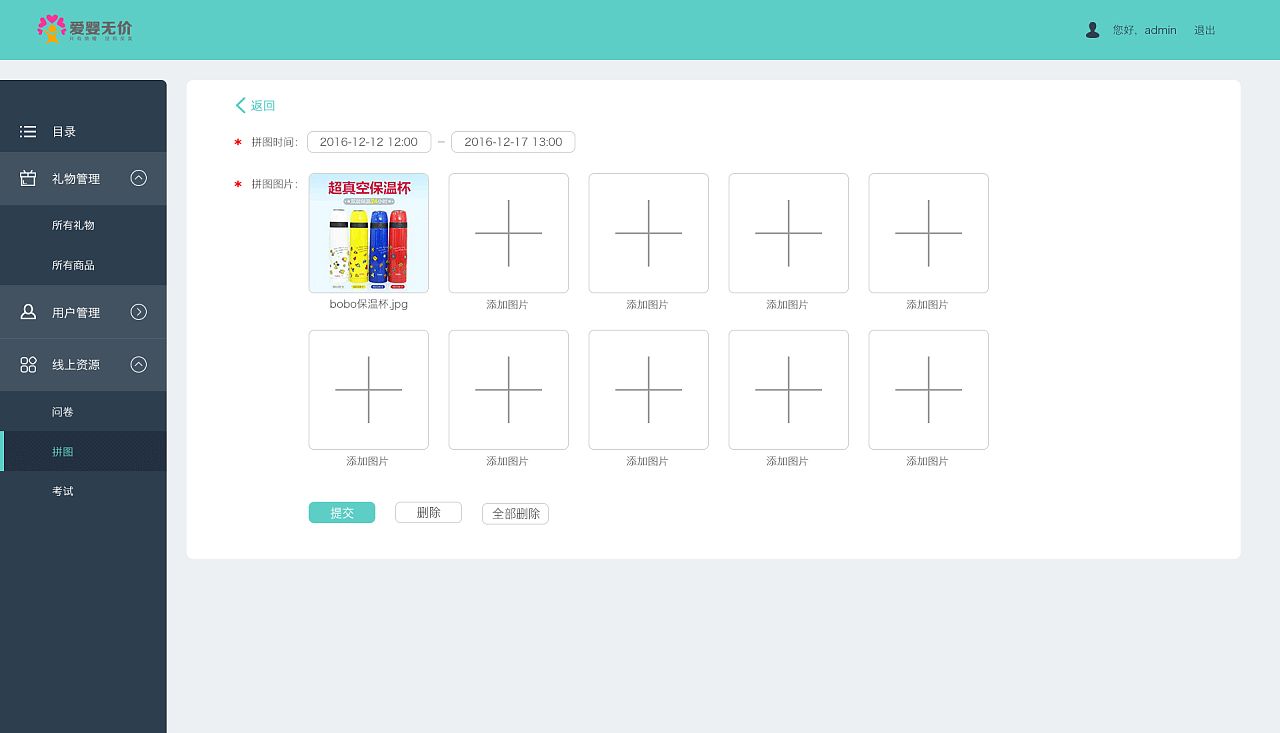 爱婴无价
您好，admin 退出
目录
礼物管理
所有礼物
所有商品
用户管理
线上资源
问卷
拼图
考试
返回
* 拼图时间： 2016-12-12 12:00 – 2016-12-17 13:00
* 拼图图片：
超真空保温杯
bobo保温杯.jpg 添加图片 添加图片 添加图片 添加图片
添加图片 添加图片 添加图片 添加图片 添加图片
提交 删除 全部删除